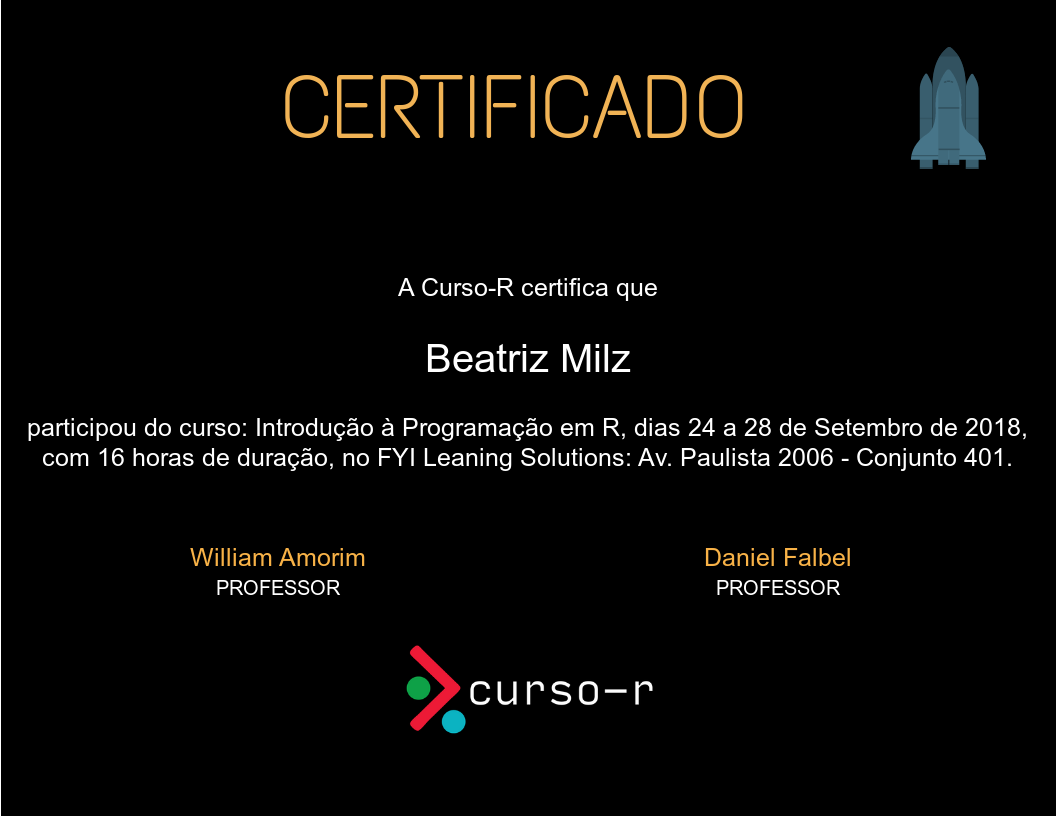 CERTIFICADO
A Curso-R certifica que
Beatriz Milz
participou do curso: Introdução à Programação em R, dias 24 a 28 de Setembro de 2018,
com 16 horas de duração, no FYI Leaning Solutions: Av. Paulista 2006 - Conjunto 401.
William Amorim
PROFESSOR
Daniel Falbel
PROFESSOR
curso-r